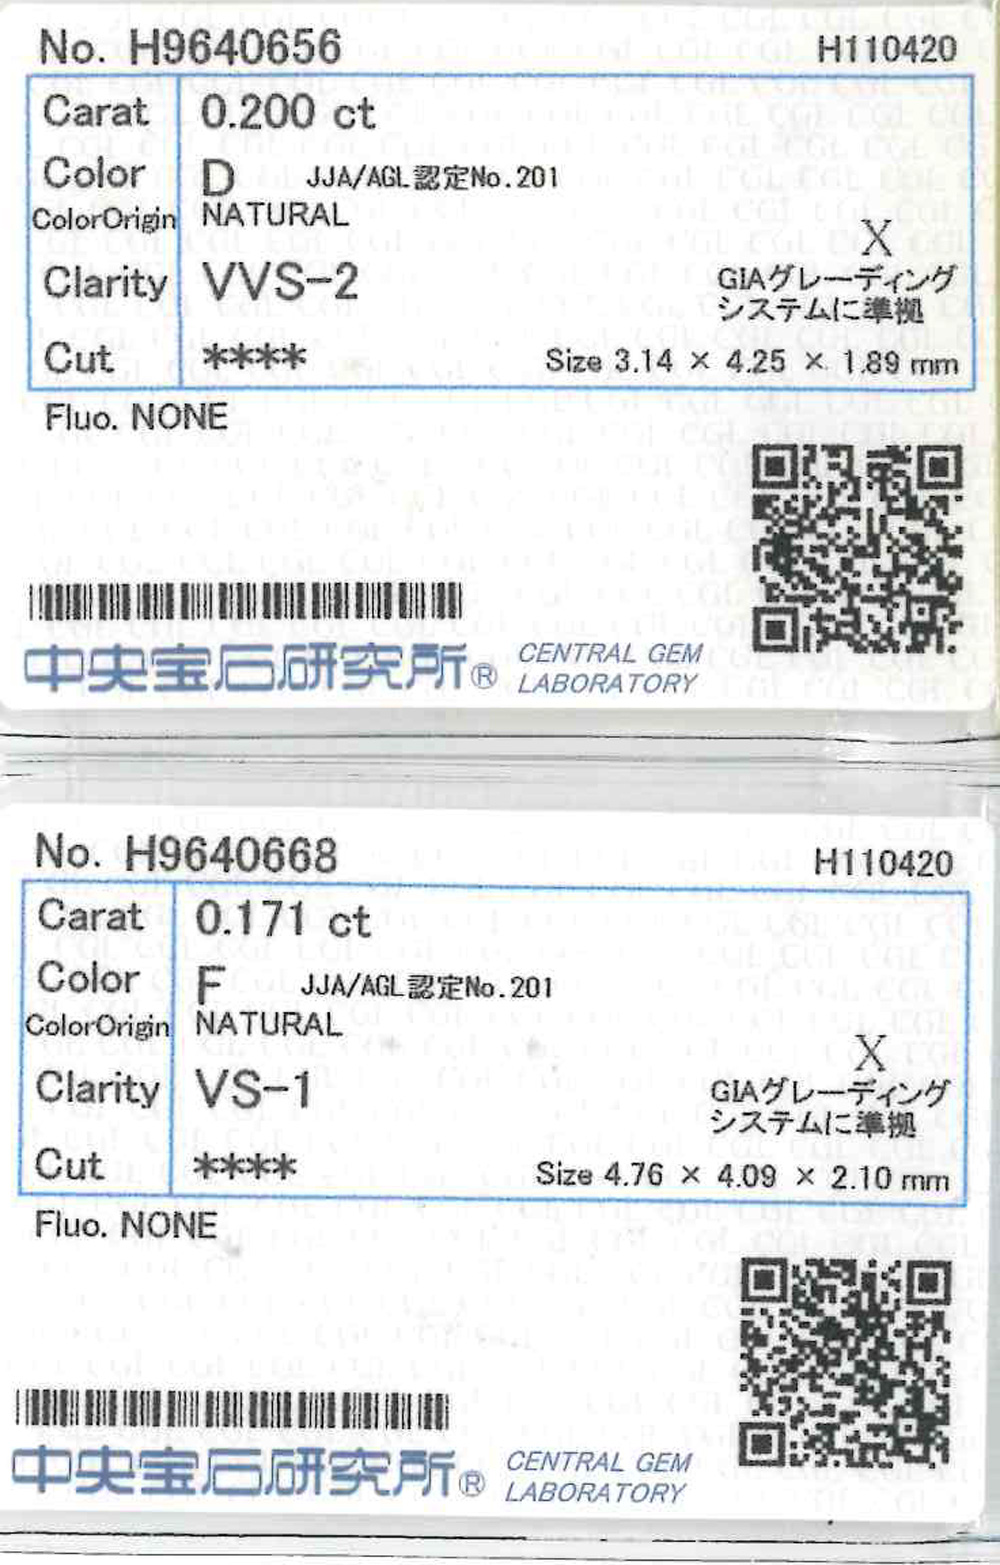 No. H9640656 H110420
Carat 0.200 ct
Color D JJA/AGL認定No.201
ColorOrigin NATURAL
X
Clarity VVS-2 GIAグレーディング
システムに準拠
Cut **** Size 3.14 × 4.25 × 1.89 mm
Fluo. NONE
中央宝石研究所® CENTRAL GEM
LABORATORY
No. H9640668 H110420
Carat 0.171 ct
Color F JJA/AGL認定No.201
ColorOrigin NATURAL
X
Clarity VS-1 GIAグレーディング
システムに準拠
Cut **** Size 4.76 × 4.09 × 2.10 mm
Fluo. NONE
中央宝石研究所® CENTRAL GEM
LABORATORY